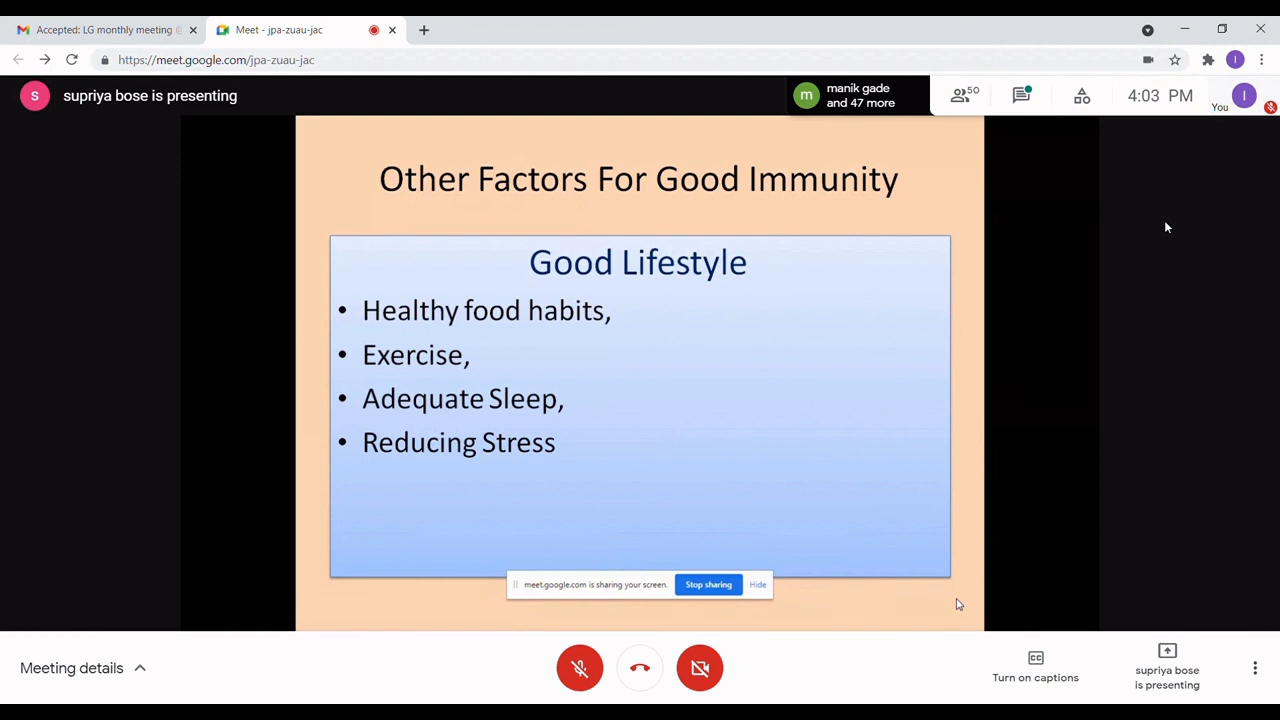 Accepted: LG monthly meeting
Meet - jpa-zuau-jac
https://meet.google.com/jpa-zuau-jac
s
supriya bose is presenting
m
manik gade
and 47 more
50
4:03 PM
You
I
I
Other Factors For Good Immunity
Good Lifestyle
• Healthy food habits,
• Exercise,
• Adequate Sleep,
• Reducing Stress
meet.google.com is sharing your screen.
Stop sharing
Hide
Meeting details
CC
Turn on captions
supriya bose
is presenting